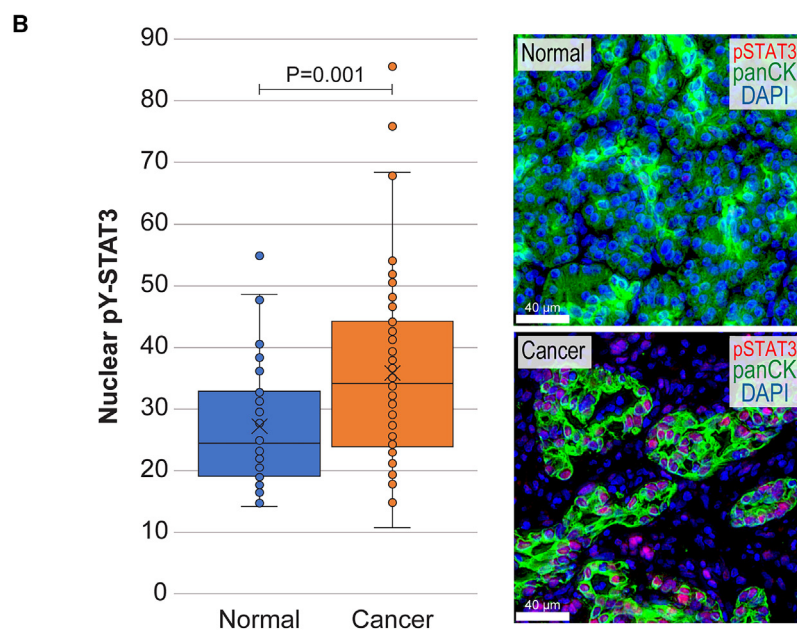 B
Nuclear pY-STAT3
90
80
70
60
50
40
30
20
10
0
P=0.001
Normal
Cancer
Normal
pSTAT3
panCK
DAPI
40 µm
Cancer
pSTAT3
panCK
DAPI
40 µm